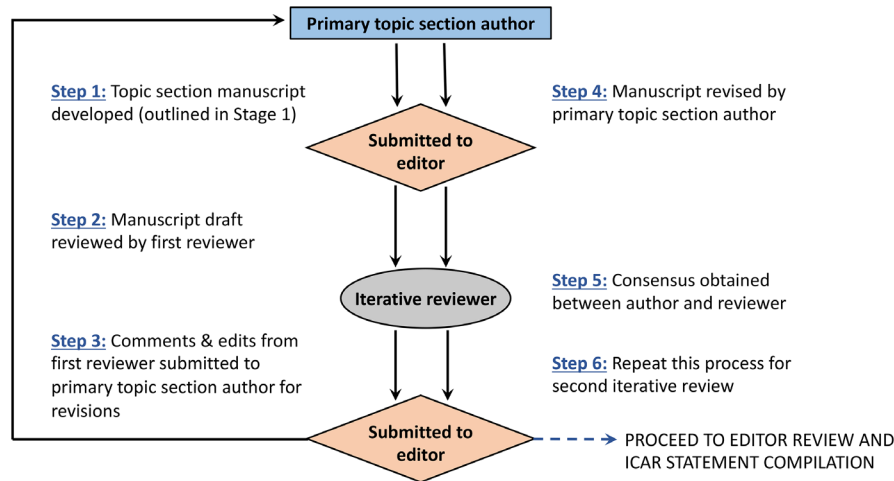 Primary topic section author
Step 1: Topic section manuscript
developed (outlined in Stage 1)
Step 4: Manuscript revised by
primary topic section author
Submitted to
editor
Step 2: Manuscript draft
reviewed by first reviewer
Iterative reviewer
Step 5: Consensus obtained
between author and reviewer
Step 3: Comments & edits from
first reviewer submitted to
primary topic section author for
revisions
Step 6: Repeat this process for
second iterative review
Submitted to
editor
PROCEED TO EDITOR REVIEW AND
ICAR STATEMENT COMPILATION